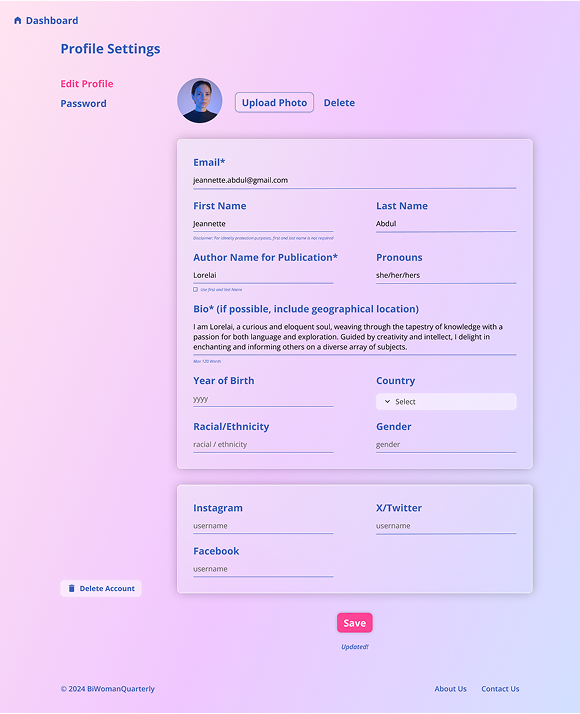 Dashboard
Profile Settings
Edit Profile
Password
Upload Photo Delete
Email*
jeannette.abdul@gmail.com
First Name Last Name
Jeannette Abdul
Disclaimer: For identity protection purposes, first and last name is not required
Author Name for Publication* Pronouns
Lorelai she/her/hers
Use first and last Name
Bio* (if possible, include geographical location)
I am Lorelai, a curious and eloquent soul, weaving through the tapestry of knowledge with a
passion for both language and exploration. Guided by creativity and intellect, I delight in
enchanting and informing others on a diverse array of subjects.
Max 120 Words
Year of Birth Country
yyyy Select
Racial/Ethnicity Gender
racial / ethnicity gender
Instagram X/Twitter
username username
Facebook
username
Delete Account
Save
Updated!
© 2024 BiWomanQuarterly About Us Contact Us